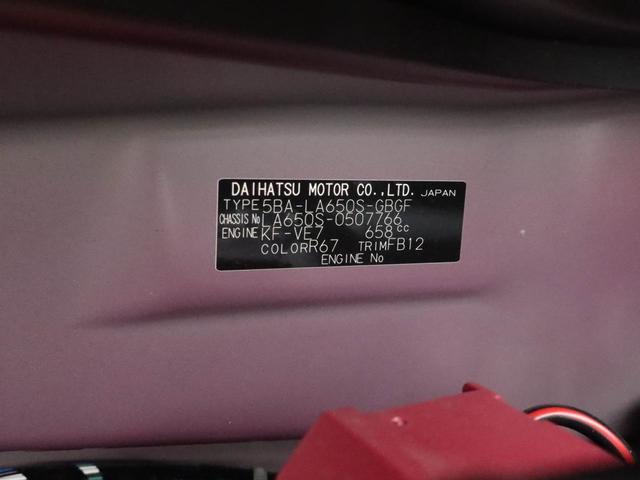 DAIHATSU MOTOR CO.,LTD. JAPAN
TYPE 5BA-LA650S-GBGF
CHASSIS No LA650S-0507766
ENGINE KF-VE7 658cc
COLOR R67 TRIM FB12
ENGINE No